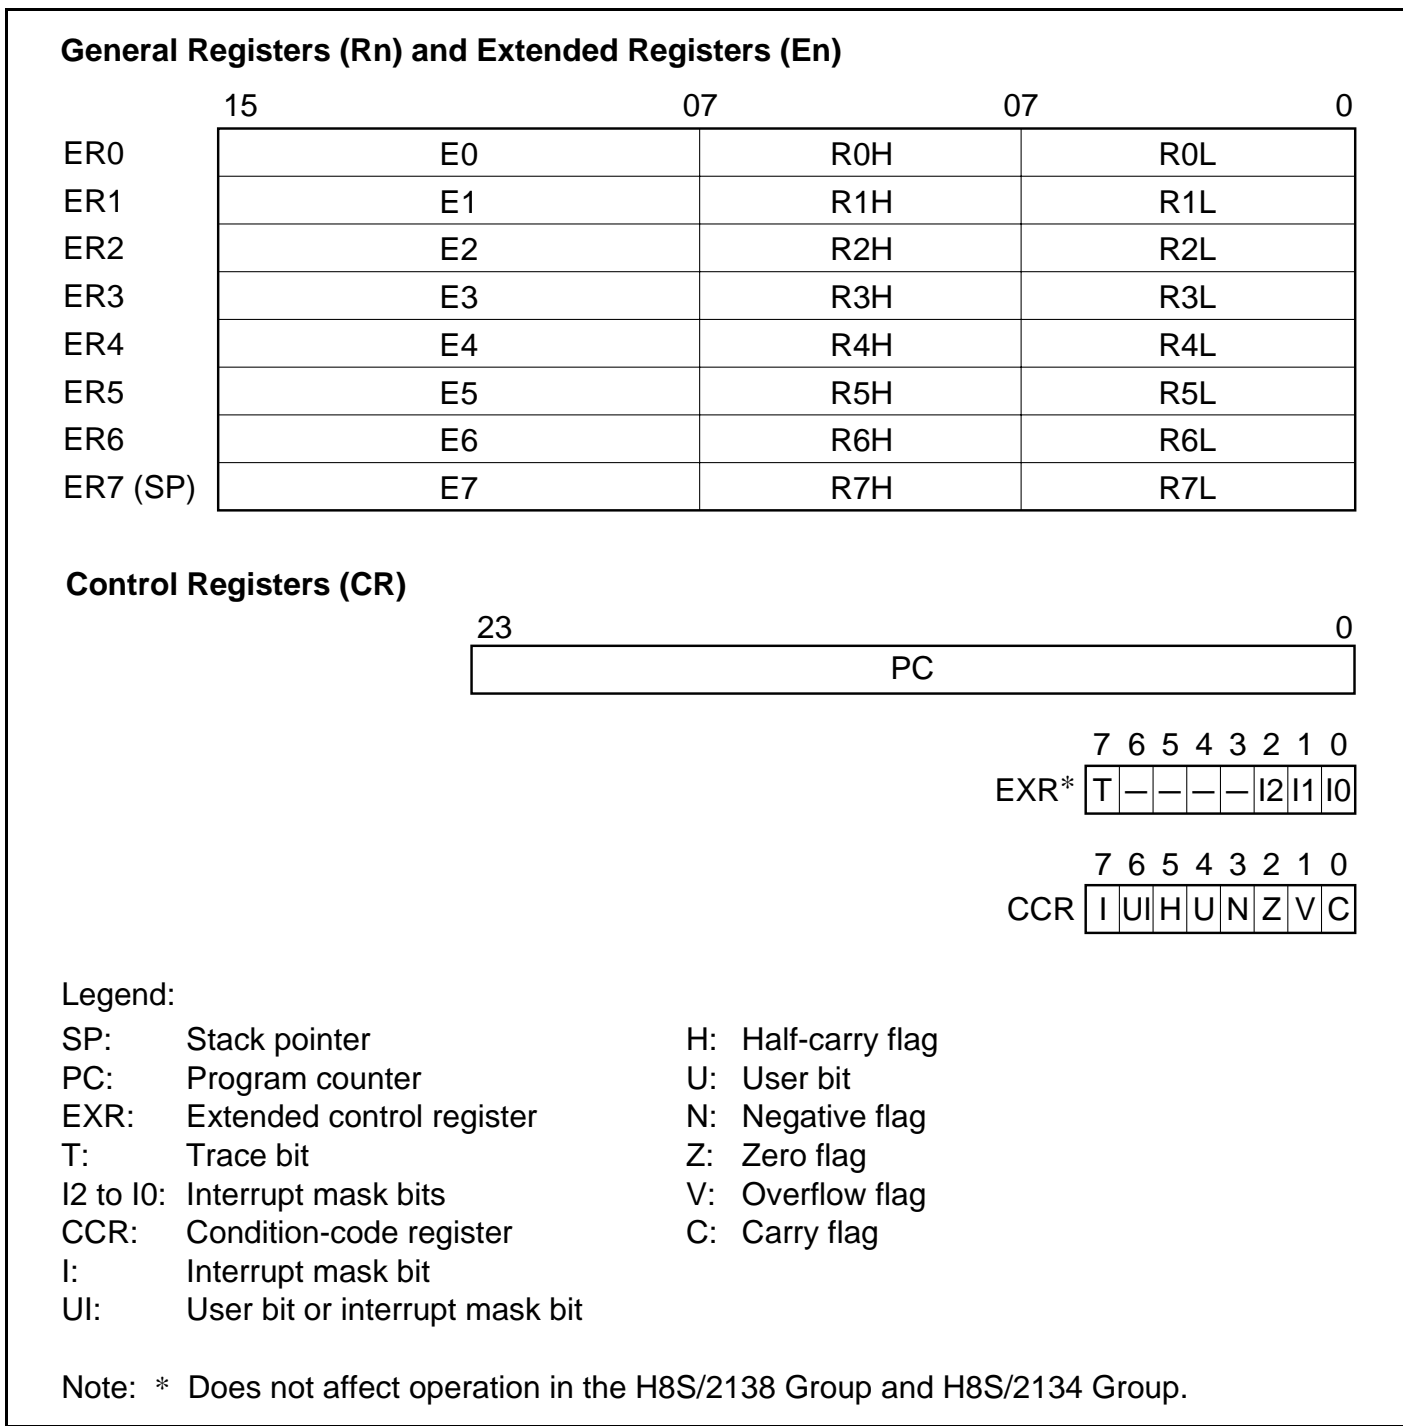 General Registers (Rn) and Extended Registers (En)
15 07 07 0
ER0 E0 R0H R0L
ER1 E1 R1H R1L
ER2 E2 R2H R2L
ER3 E3 R3H R3L
ER4 E4 R4H R4L
ER5 E5 R5H R5L
ER6 E6 R6H R6L
ER7 (SP) E7 R7H R7L
Control Registers (CR)
23 0
PC
7 6 5 4 3 2 1 0
EXR* T — — — — I2 I1 I0
7 6 5 4 3 2 1 0
CCR I UI H U N Z V C
Legend:
SP: Stack pointer
PC: Program counter
EXR: Extended control register
T: Trace bit
I2 to I0: Interrupt mask bits
CCR: Condition-code register
I: Interrupt mask bit
UI: User bit or interrupt mask bit
H: Half-carry flag
U: User bit
N: Negative flag
Z: Zero flag
V: Overflow flag
C: Carry flag
Note: * Does not affect operation in the H8S/2138 Group and H8S/2134 Group.